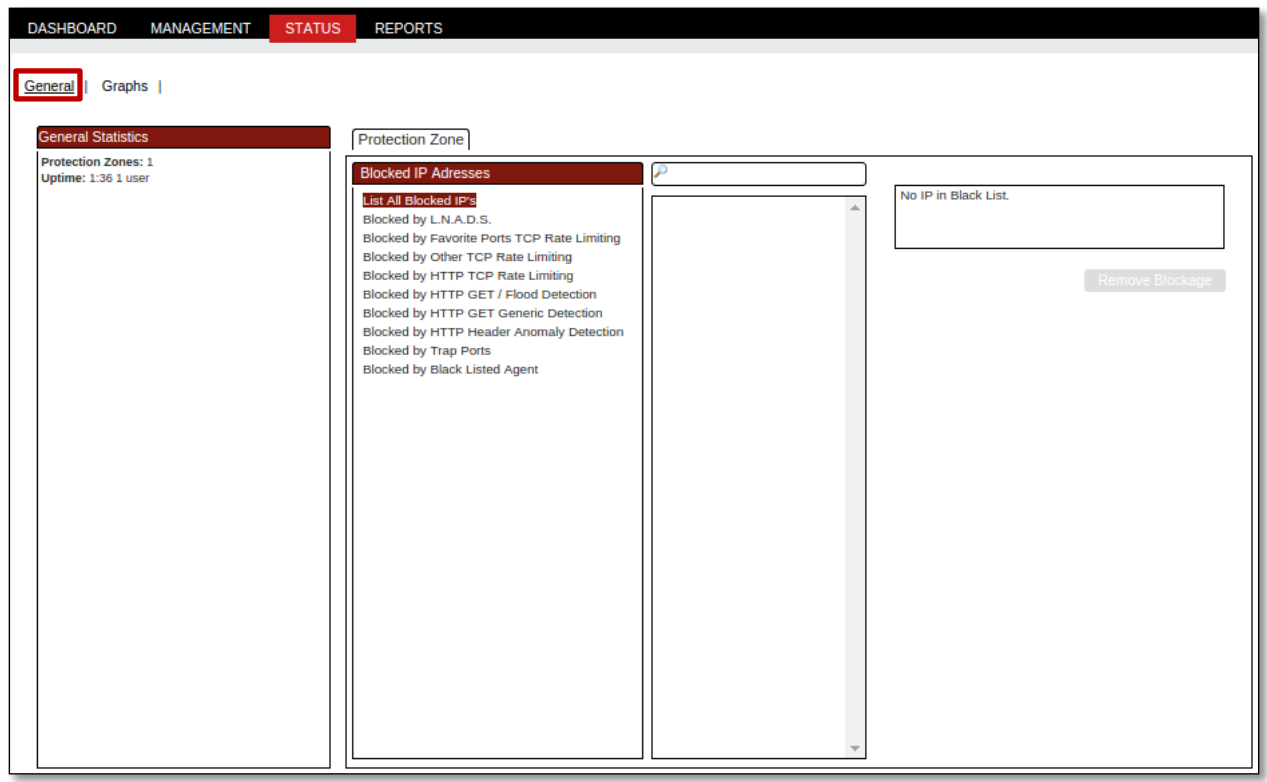 DASHBOARD MANAGEMENT STATUS REPORTS
General | Graphs |
General Statistics
Protection Zones: 1
Uptime: 1:36 1 user
Protection Zone
Blocked IP Adresses
List All Blocked IP's
Blocked by L.N.A.D.S.
Blocked by Favorite Ports TCP Rate Limiting
Blocked by Other TCP Rate Limiting
Blocked by HTTP TCP Rate Limiting
Blocked by HTTP GET / Flood Detection
Blocked by HTTP GET Generic Detection
Blocked by HTTP Header Anomaly Detection
Blocked by Trap Ports
Blocked by Black Listed Agent
No IP in Black List.
Remove Blockage